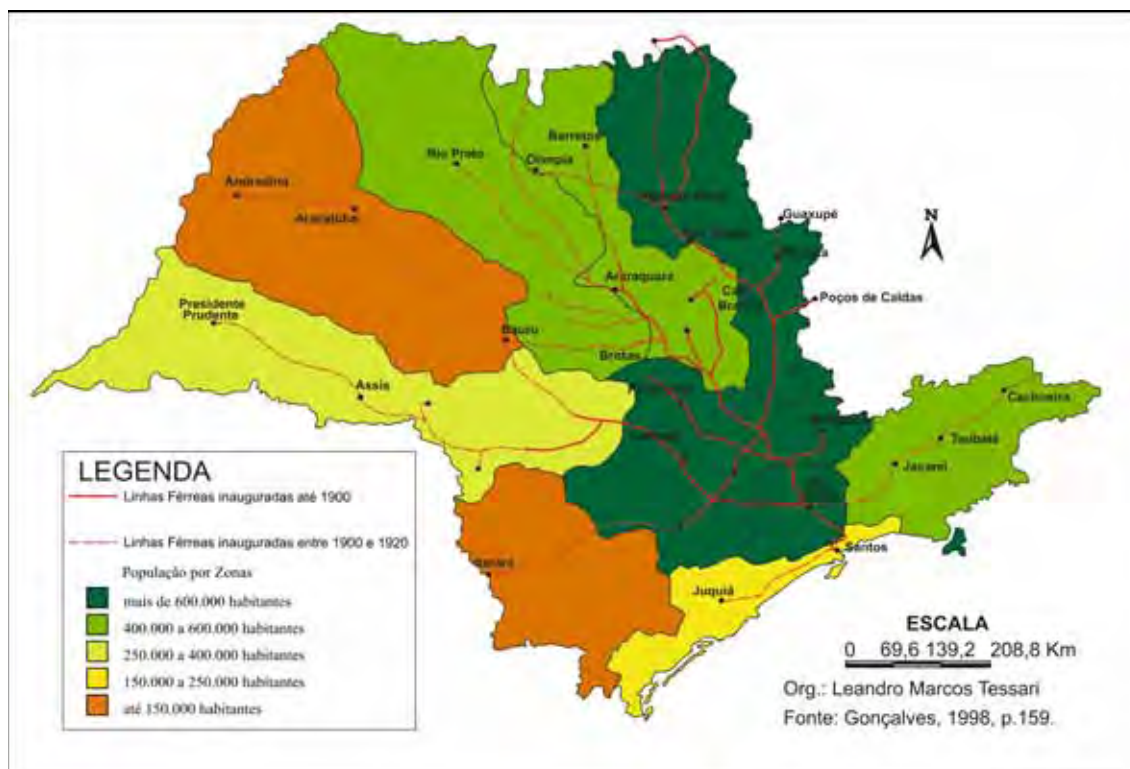 Barretos
Rio Preto
Olimpia
Andradina
Guaxupé
Araraquara
Poços de Caldas
Presidente
Prudente
Bauru
Brotas
Assis
Cachoeira
Taubaté
Jacareí
Santos
Juquiá
N
LEGENDA
Linhas Férreas inauguradas até 1900
Linhas Férreas inauguradas entre 1900 e 1920
População por Zonas
mais de 600.000 habitantes
400.000 a 600.000 habitantes
250.000 a 400.000 habitantes
150.000 a 250.000 habitantes
até 150.000 habitantes
ESCALA
0 69,6 139,2 208,8 Km
Org.: Leandro Marcos Tessari
Fonte: Gonçalves, 1998, p.159.